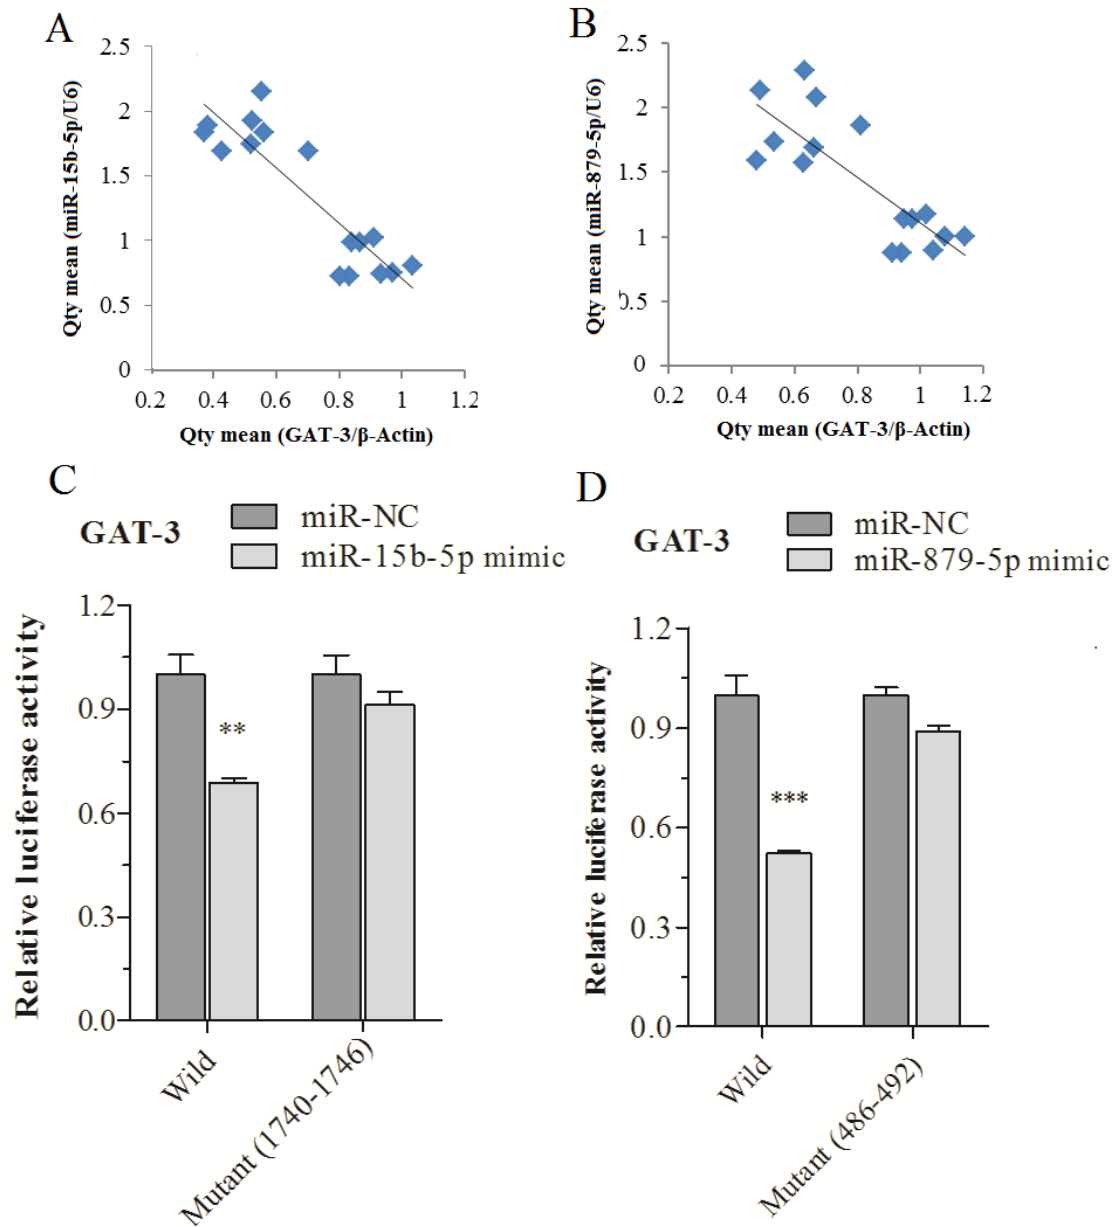 A
2.5
2
1.5
1
0.5
0
0.2 0.4 0.6 0.8 1 1.2
Qty mean (miR-15b-5p/U6)
Qty mean (GAT-3/β-Actin)
B
2.5
2
1.5
1
0.5
0
0.2 0.4 0.6 0.8 1 1.2
Qty mean (miR-879-5p/U6)
Qty mean (GAT-3/β-Actin)
C
GAT-3
miR-NC
miR-15b-5p mimic
1.2
0.9
0.6
0.3
0.0
Relative luciferase activity
**
Wild
Mutant (1740-1746)
D
GAT-3
miR-NC
miR-879-5p mimic
1.2
0.9
0.6
0.3
0.0
Relative luciferase activity
***
Wild
Mutant (486-492)